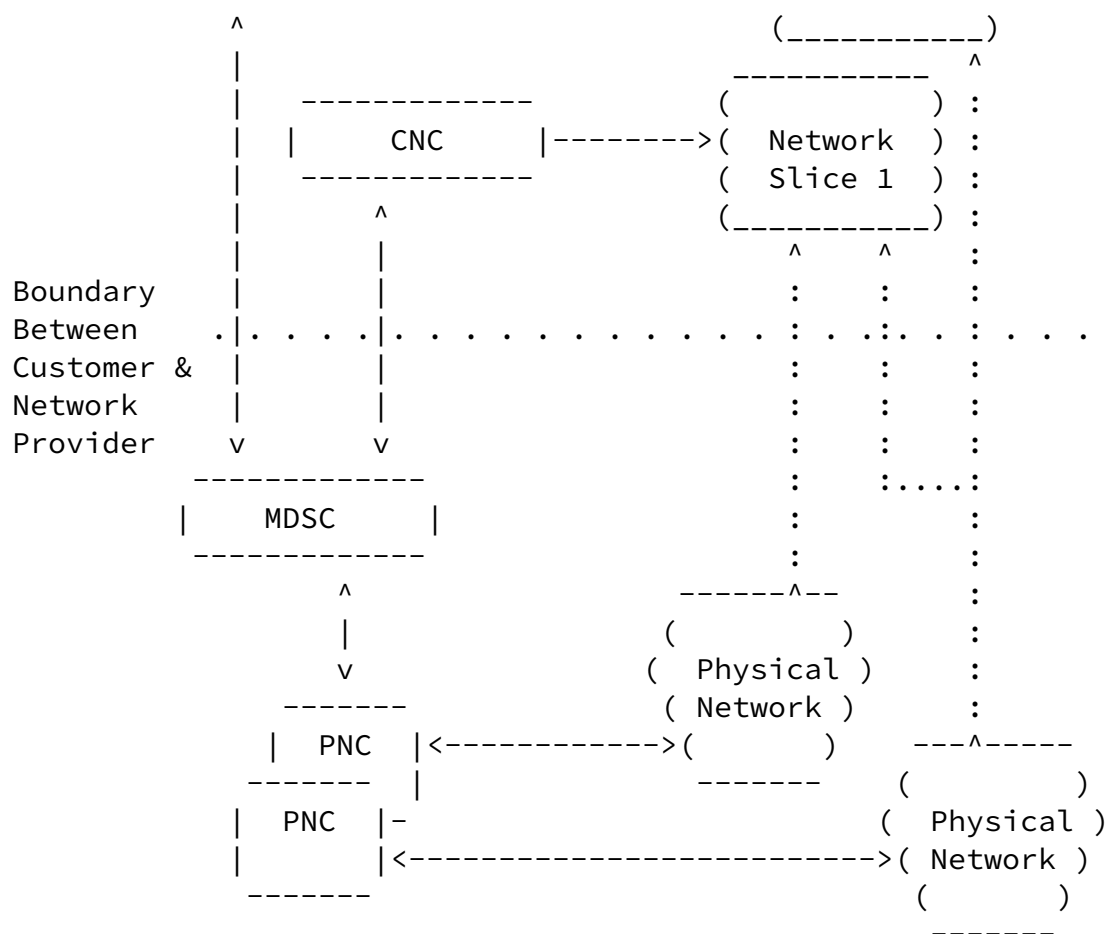 CNC
Network
Slice 1
Boundary
Between
Customer &
Network
Provider
MDSC
Physical
Network
PNC
PNC
Physical
Network